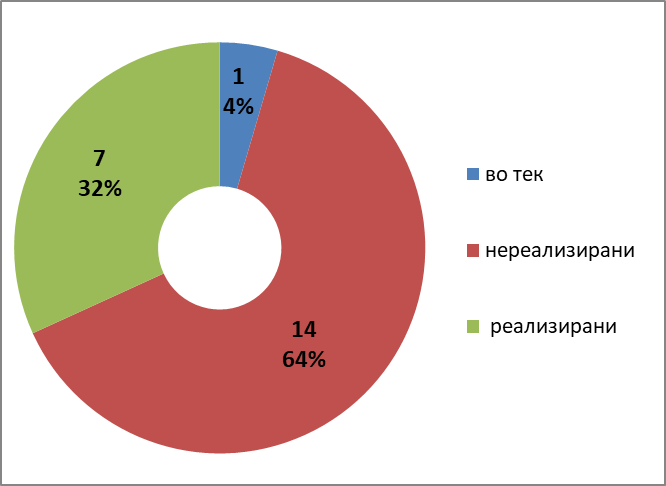 1
4%
7
32%
14
64%
во тек
нереализирани
реализирани